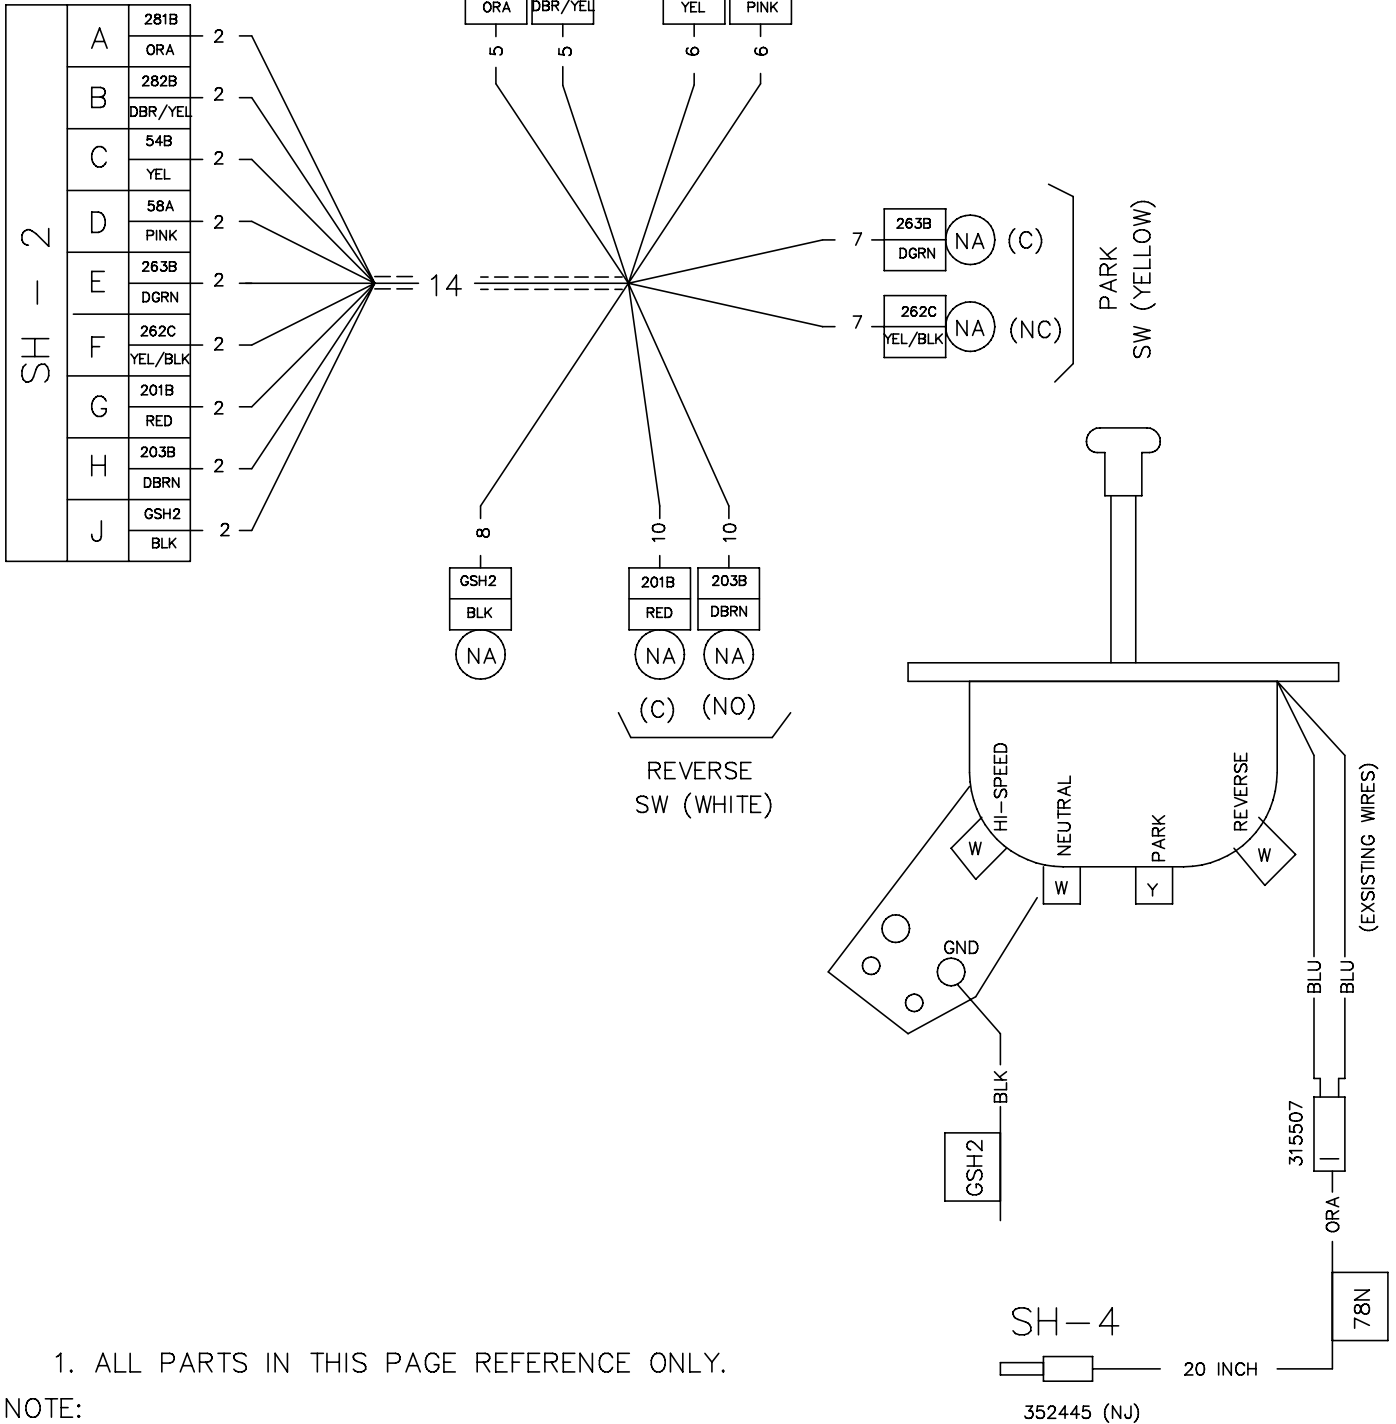 SH - 2
A 281B 2
ORA
B 282B 2
DBR/YEL
C 54B 2
YEL
D 58A 2
PINK
E 263B 2
DGRN
F 262C 2
YEL/BLK
G 201B 2
RED
H 203B 2
DBRN
J GSH2 2
BLK
14
ORA DBR/YEL YEL PINK
5 5 6 6
7 263B NA (C)
DGRN
7 262C NA (NC)
YEL/BLK
PARK
SW (YELLOW)
8 10 10
GSH2 201B 203B
BLK RED DBRN
NA NA NA
(C) (NO)
REVERSE
SW (WHITE)
HI-SPEED
NEUTRAL
PARK
REVERSE
W W Y W
(EXSISTING WIRES)
GND
BLU BLU
BLK
GSH2
315507
ORA
78N
SH-4
20 INCH
352445 (NJ)
1. ALL PARTS IN THIS PAGE REFERENCE ONLY.
NOTE: